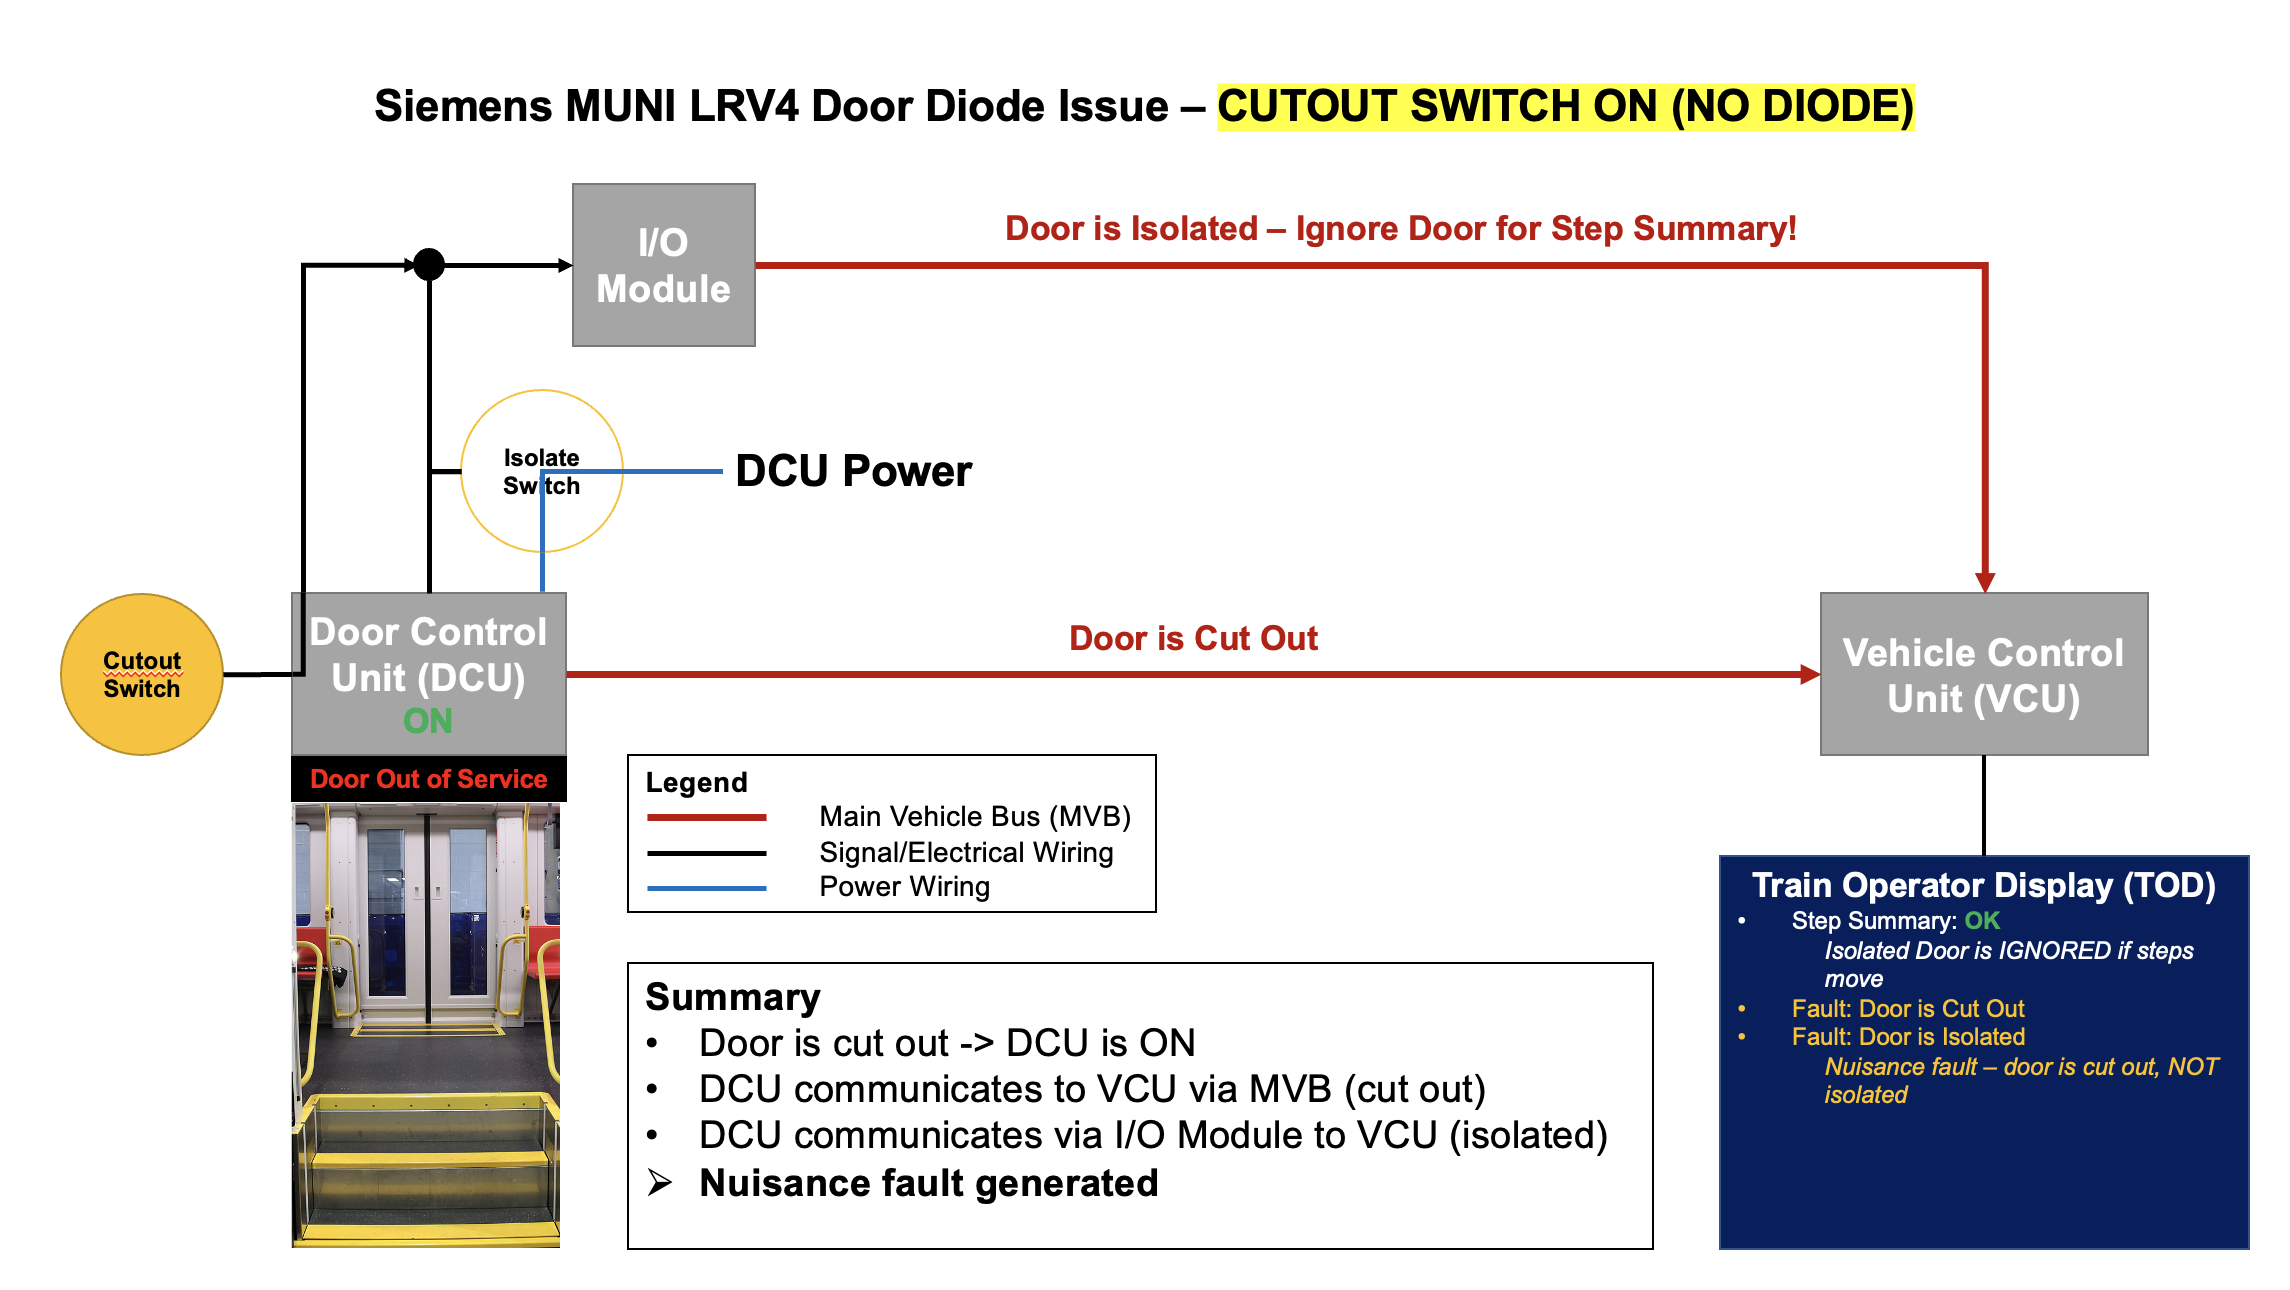 Siemens MUNI LRV4 Door Diode Issue – CUTOUT SWITCH ON (NO DIODE)
I/O
Module
Door is Isolated – Ignore Door for Step Summary!
Isolate
Switch
DCU Power
Cutout
Switch
Door Control
Unit (DCU)
ON
Door is Cut Out
Vehicle Control
Unit (VCU)
Door Out of Service
Legend
Main Vehicle Bus (MVB)
Signal/Electrical Wiring
Power Wiring
Summary
• Door is cut out -> DCU is ON
• DCU communicates to VCU via MVB (cut out)
• DCU communicates via I/O Module to VCU (isolated)
➢ Nuisance fault generated
Train Operator Display (TOD)
• Step Summary: OK
Isolated Door is IGNORED if steps
move
• Fault: Door is Cut Out
• Fault: Door is Isolated
Nuisance fault – door is cut out, NOT
isolated